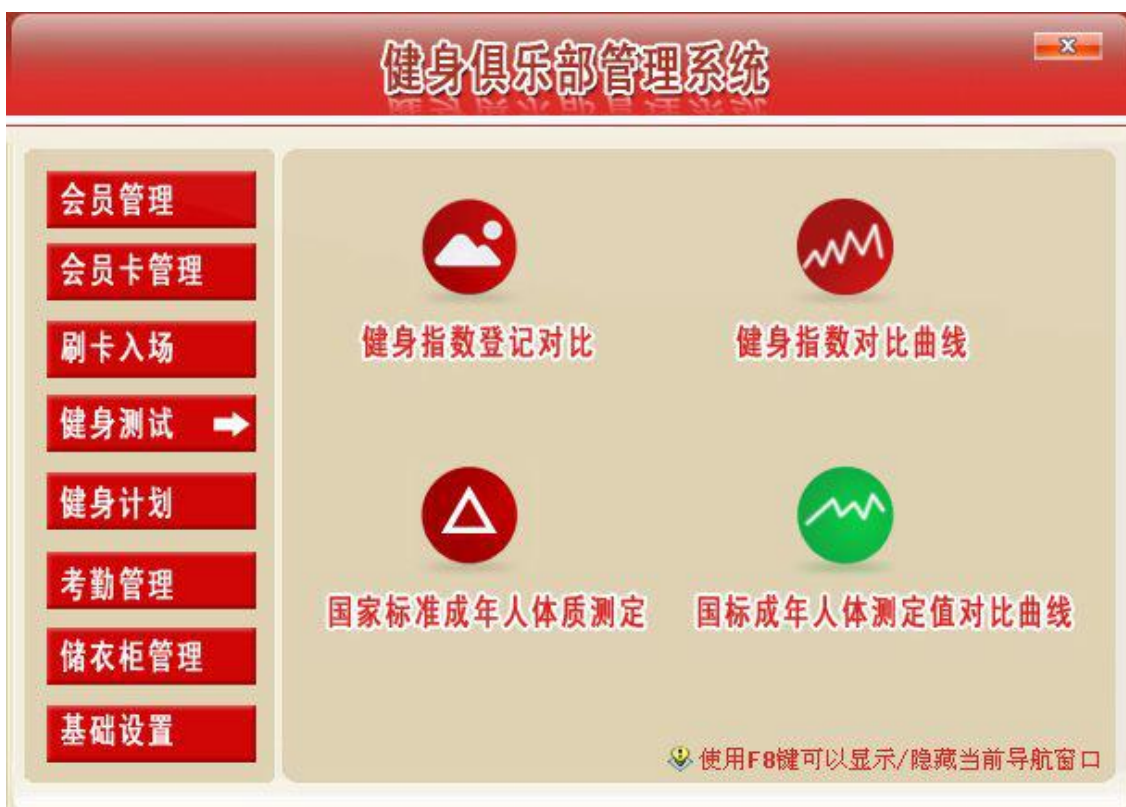 健身俱乐部管理系统
会员管理
会员卡管理
刷卡入场
健身测试
健身计划
考勤管理
储衣柜管理
基础设置
健身指数登记对比
健身指数对比曲线
国家标准成年人体质测定
国标成年人体测定值对比曲线
使用F8键可以显示/隐藏当前导航窗口